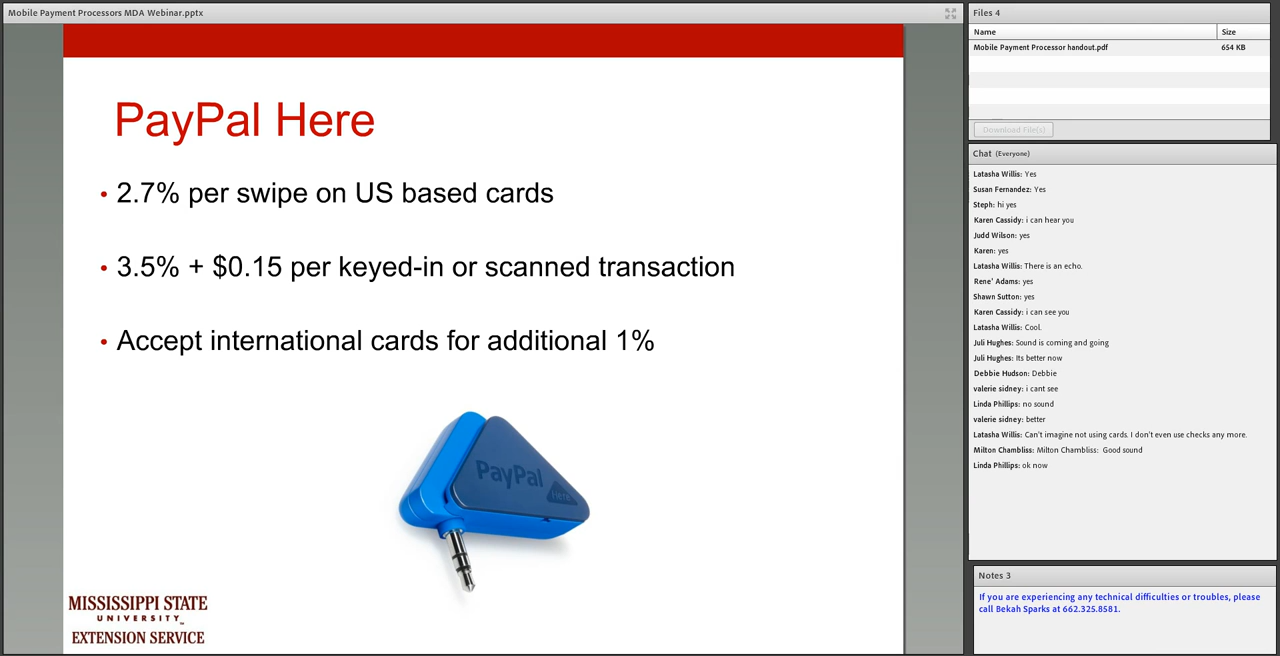 Mobile Payment Processors MDA Webinar.pptx
PayPal Here
• 2.7% per swipe on US based cards
• 3.5% + $0.15 per keyed-in or scanned transaction
• Accept international cards for additional 1%
PayPal
Here
MISSISSIPPI STATE
UNIVERSITY™
EXTENSION SERVICE
Files 4
Name Size
Mobile Payment Processor handout.pdf 654 KB
Download File(s)
Chat (Everyone)
Latasha Willis: Yes
Susan Fernandez: Yes
Steph: hi yes
Karen Cassidy: i can hear you
Judd Wilson: yes
Karen: yes
Latasha Willis: There is an echo.
Rene' Adams: yes
Shawn Sutton: yes
Karen Cassidy: i can see you
Latasha Willis: Cool.
Juli Hughes: Sound is coming and going
Juli Hughes: Its better now
Debbie Hudson: Debbie
valerie sidney: i cant see
Linda Phillips: no sound
valerie sidney: better
Latasha Willis: Can't imagine not using cards. I don't even use checks any more.
Milton Chambliss: Milton Chambliss: Good sound
Linda Phillips: ok now
Notes 3
If you are experiencing any technical difficulties or troubles, please
call Bekah Sparks at 662.325.8581.